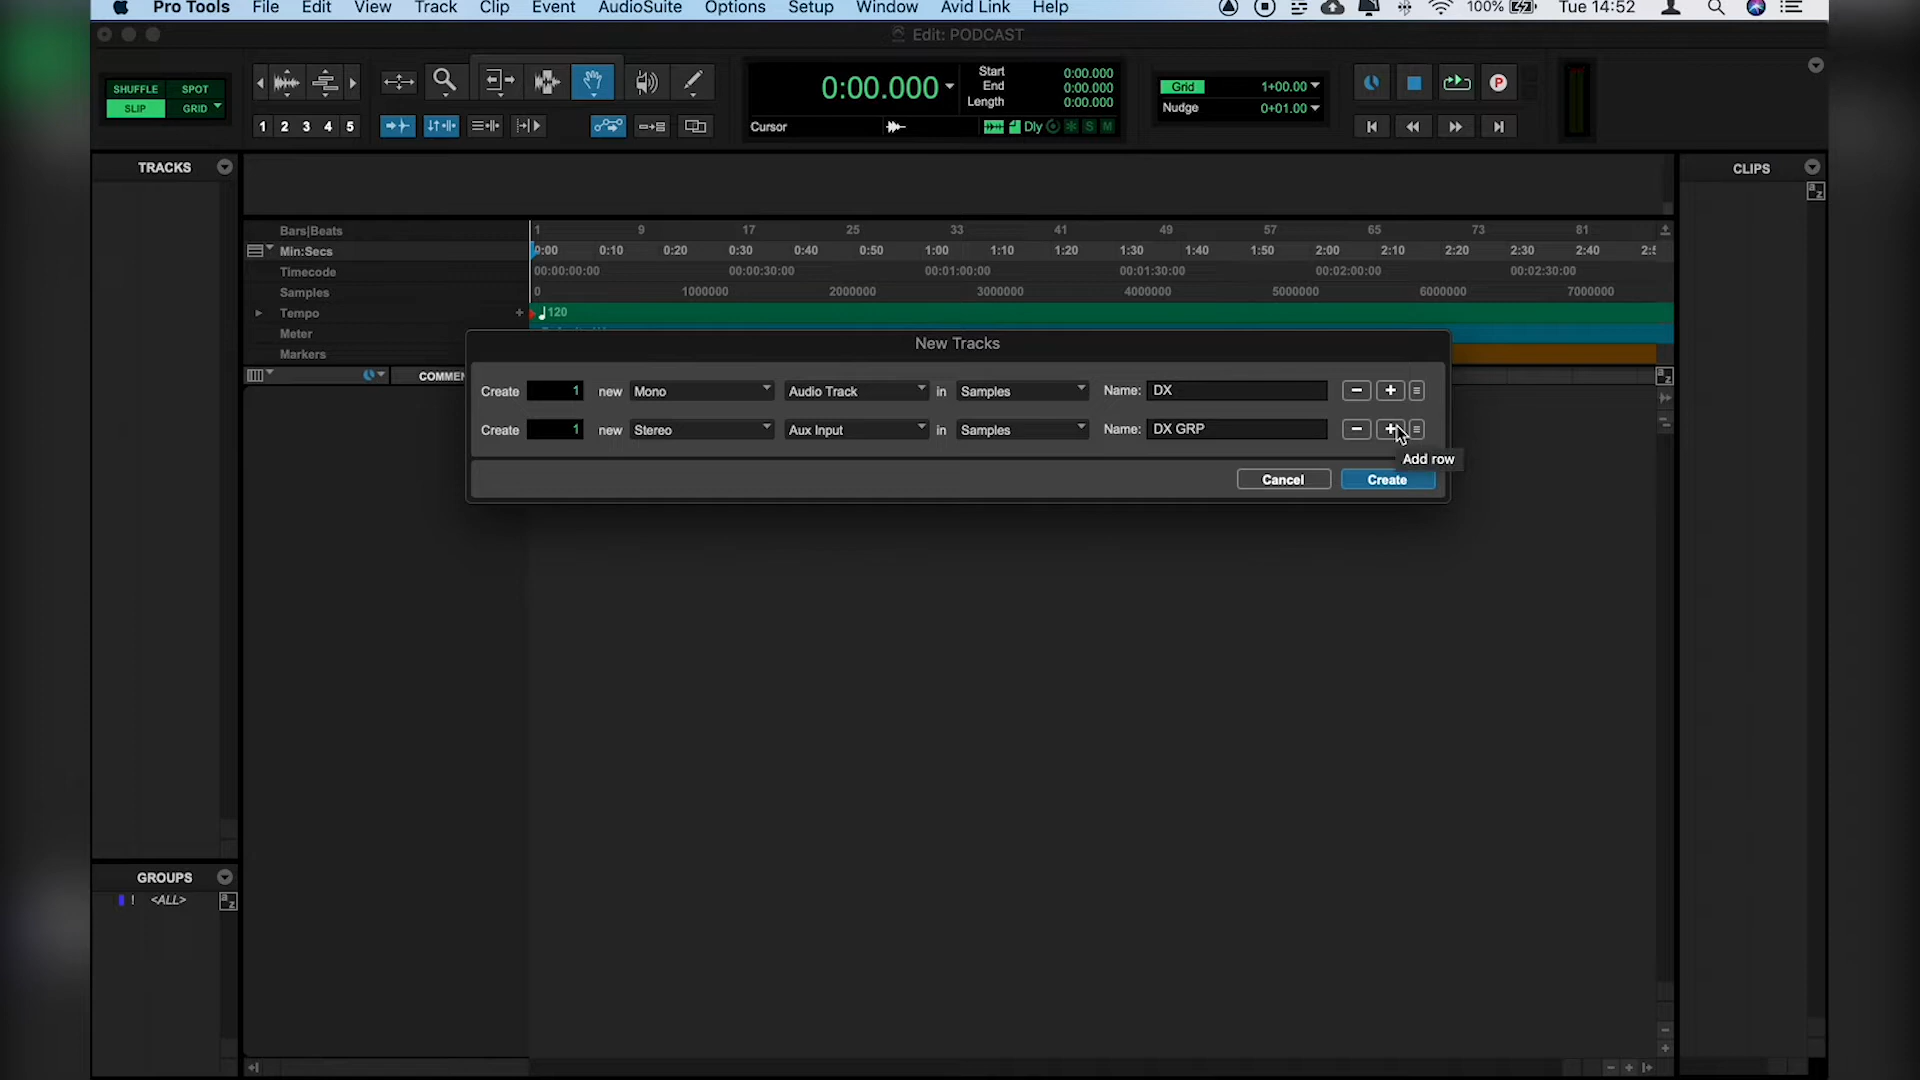 Pro Tools File Edit View Track Clip Event AudioSuite Options Setup Window Avid Link Help 100% Tue 14:52
Edit: PODCAST
SHUFFLE SPOT
SLIP GRID
1 2 3 4 5
0:00.000
Start 0:00.000
End 0:00.000
Length 0:00.000
Cursor Dly S M
Grid 1+00.00
Nudge 0+01.00
P
TRACKS
CLIPS
a z
Bars|Beats 1 9 17 25 33 41 49 57 65 73 81
Min:Secs 0:00 0:10 0:20 0:30 0:40 0:50 1:00 1:10 1:20 1:30 1:40 1:50 2:00 2:10 2:20 2:30 2:40
Timecode 00:00:00:00 00:00:30:00 00:01:00:00 00:01:30:00 00:02:00:00 00:02:30:00
Samples 0 1000000 2000000 3000000 4000000 5000000 6000000 7000000
Tempo + 120
Meter
Markers
COMMEN
a z
New Tracks
Create 1 new Mono Audio Track in Samples Name: DX
Create 1 new Stereo Aux Input in Samples Name: DX GRP
Add row
Cancel Create
GROUPS
! <ALL> a z